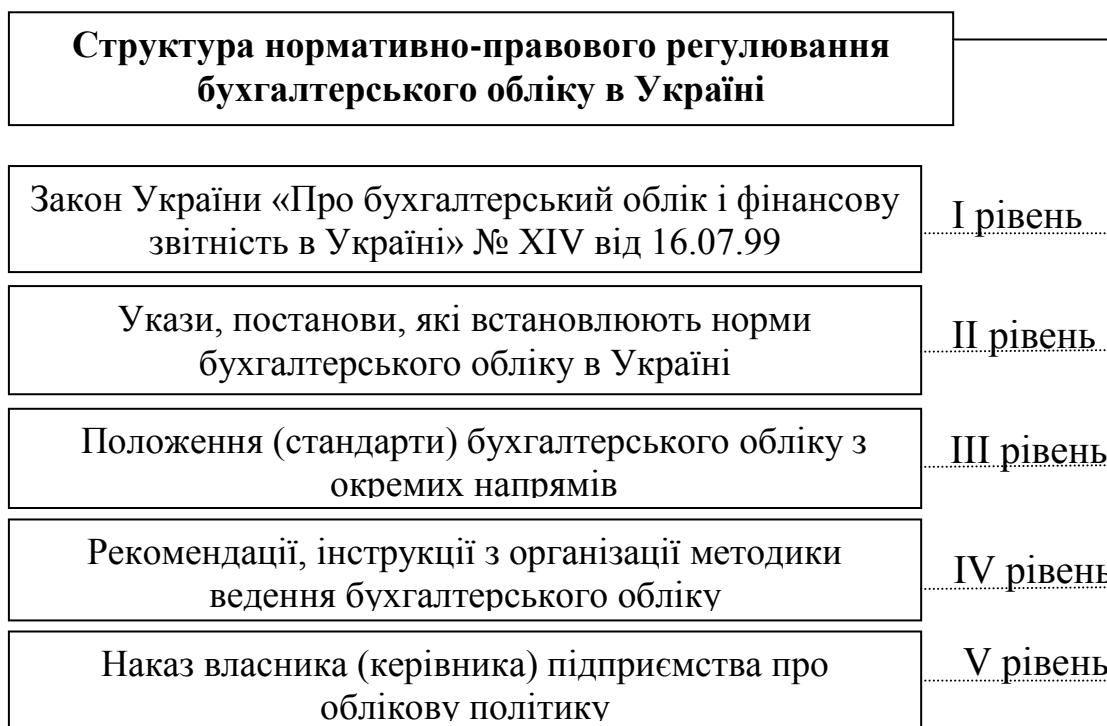 Структура нормативно-правового регулювання
бухгалтерського обліку в Україні
Закон України «Про бухгалтерський облік і фінансову
звітність в Україні» № XIV від 16.07.99
І рівень
Укази, постанови, які встановлюють норми
бухгалтерського обліку в Україні
ІІ рівень
Положення (стандарти) бухгалтерського обліку з
окремих напрямів
ІІІ рівень
Рекомендації, інструкції з організації методики
ведення бухгалтерського обліку
IV рівень
Наказ власника (керівника) підприємства про
облікову політику
V рівень